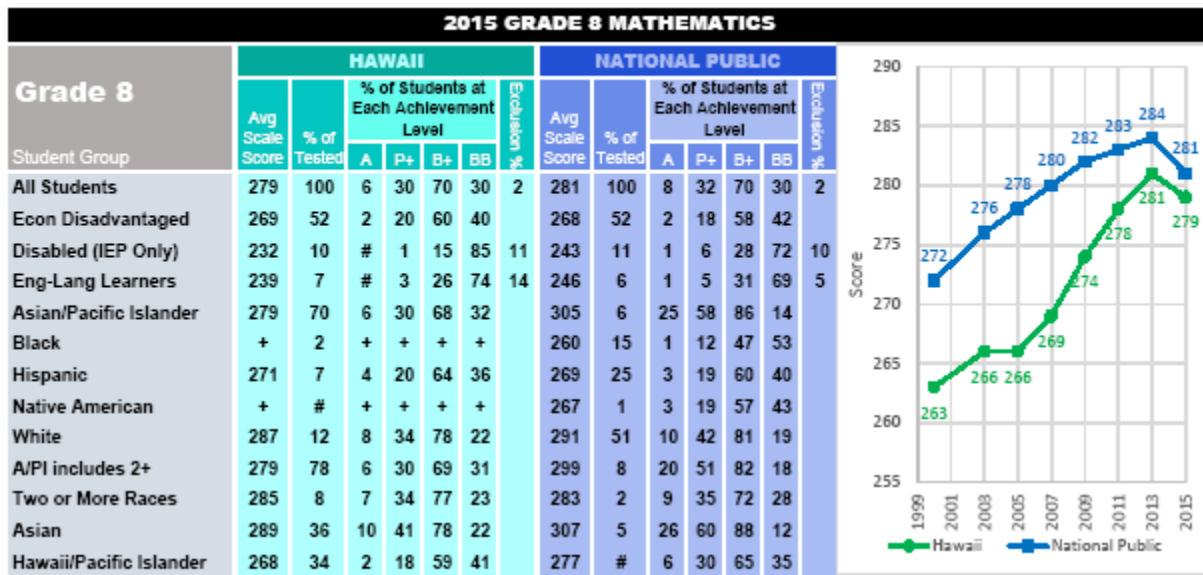 2015 GRADE 8 MATHEMATICS
Grade 8
Student Group
HAWAII
NATIONAL PUBLIC
Avg Scale Score
% of Tested
% of Students at Each Achievement Level
Exclusion %
Avg Scale Score
% of Tested
% of Students at Each Achievement Level
Exclusion %
A P+ B+ BB A P+ B+ BB
All Students 279 100 6 30 70 30 2 281 100 8 32 70 30 2
Econ Disadvantaged 269 52 2 20 60 40 268 52 2 18 58 42
Disabled (IEP Only) 232 10 # 1 15 85 11 243 11 1 6 28 72 10
Eng-Lang Learners 239 7 # 3 26 74 14 246 6 1 5 31 69 5
Asian/Pacific Islander 279 70 6 30 68 32 305 6 25 58 86 14
Black + 2 + + + + 260 15 1 12 47 53
Hispanic 271 7 4 20 64 36 269 25 3 19 60 40
Native American + # + + + + 267 1 3 19 57 43
White 287 12 8 34 78 22 291 51 10 42 81 19
A/PI includes 2+ 279 78 6 30 69 31 299 8 20 51 82 18
Two or More Races 285 8 7 34 77 23 283 2 9 35 72 28
Asian 289 36 10 41 78 22 307 5 26 60 88 12
Hawaii/Pacific Islander 268 34 2 18 59 41 277 # 6 30 65 35
Score
290
285
280
275
270
265
260
255
272 276 278 280 282 283 284 281
263 266 266 269 274 278 281 279
1999 2001 2003 2005 2007 2009 2011 2013 2015
Hawaii National Public